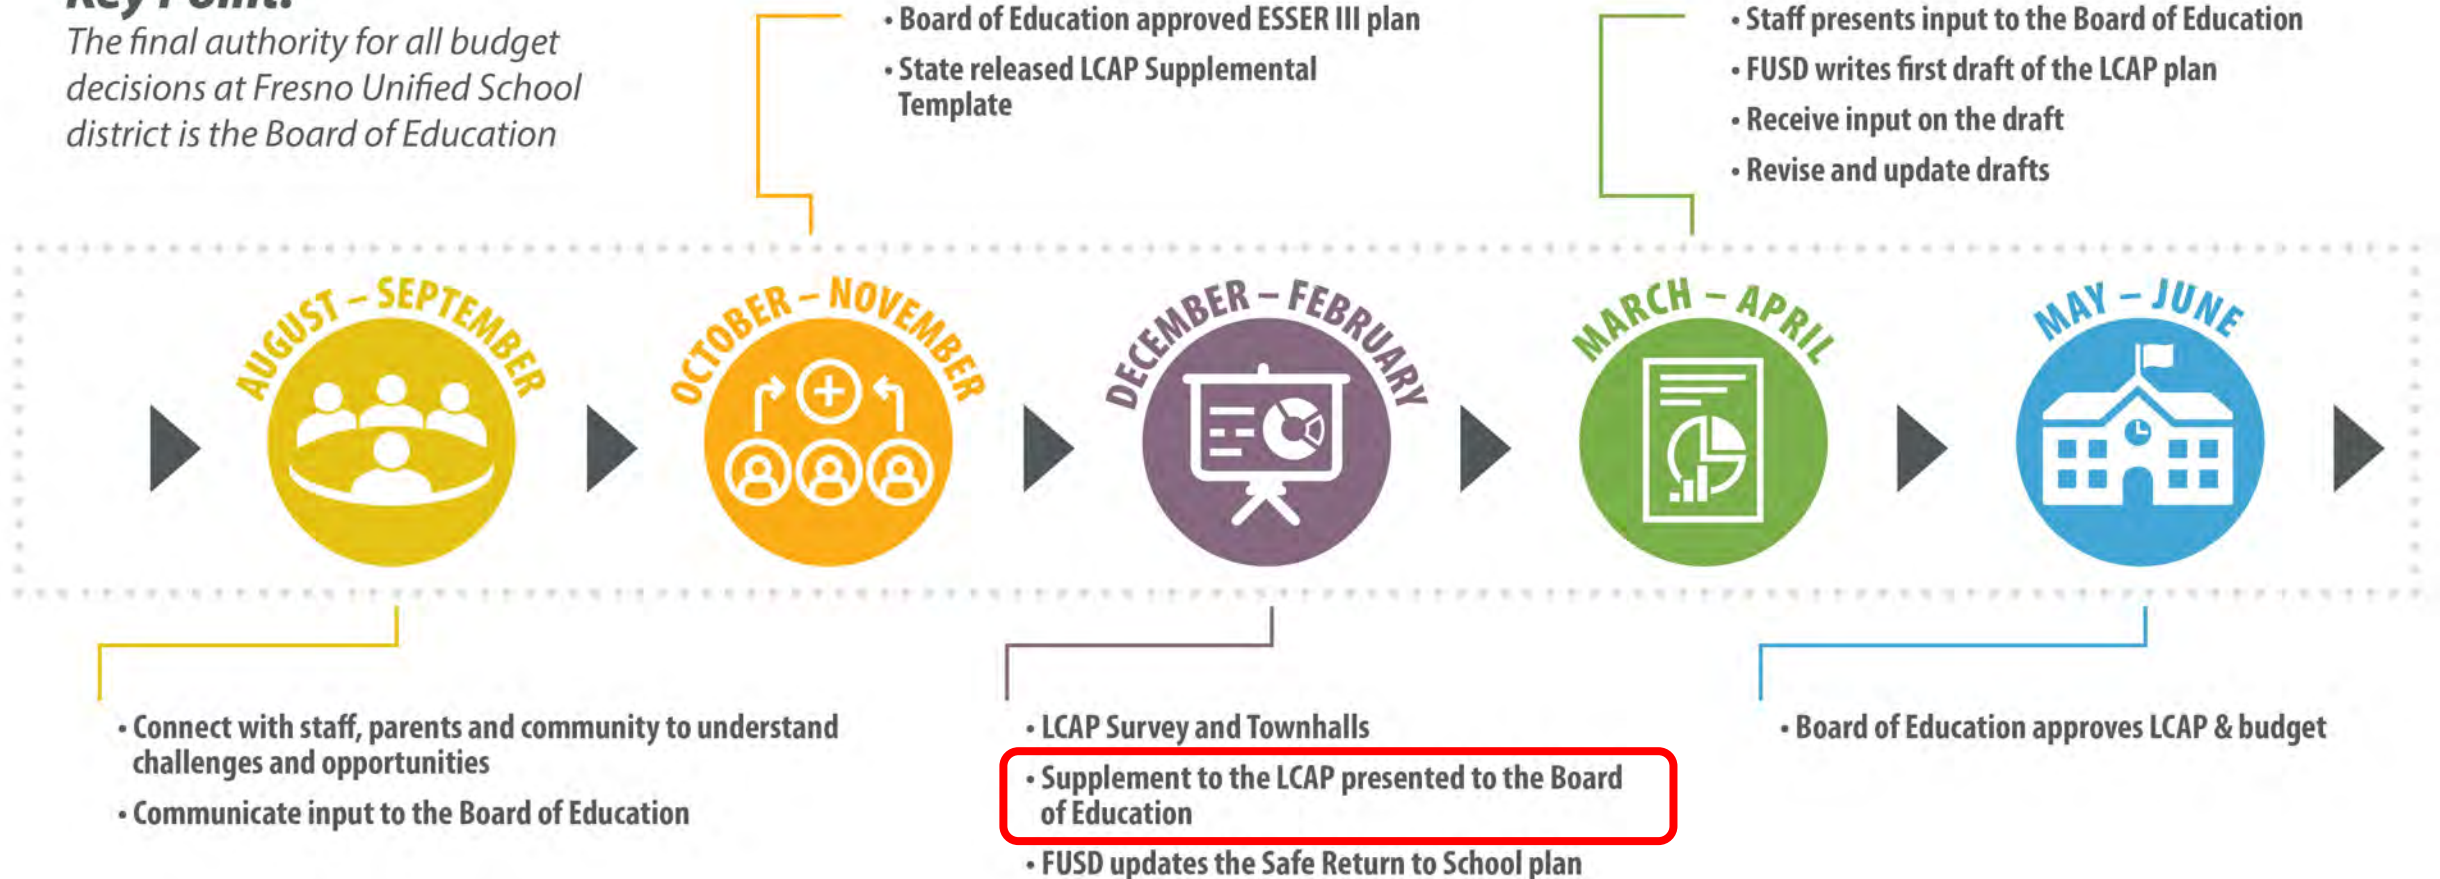 Key Point:
The final authority for all budget
decisions at Fresno Unified School
district is the Board of Education
• Board of Education approved ESSER III plan
• State released LCAP Supplemental
Template
• Staff presents input to the Board of Education
• FUSD writes first draft of the LCAP plan
• Receive input on the draft
• Revise and update drafts
AUGUST – SEPTEMBER
OCTOBER – NOVEMBER
DECEMBER – FEBRUARY
MARCH – APRIL
MAY – JUNE
• Connect with staff, parents and community to understand
challenges and opportunities
• Communicate input to the Board of Education
• LCAP Survey and Townhalls
• Supplement to the LCAP presented to the Board
of Education
• FUSD updates the Safe Return to School plan
• Board of Education approves LCAP & budget